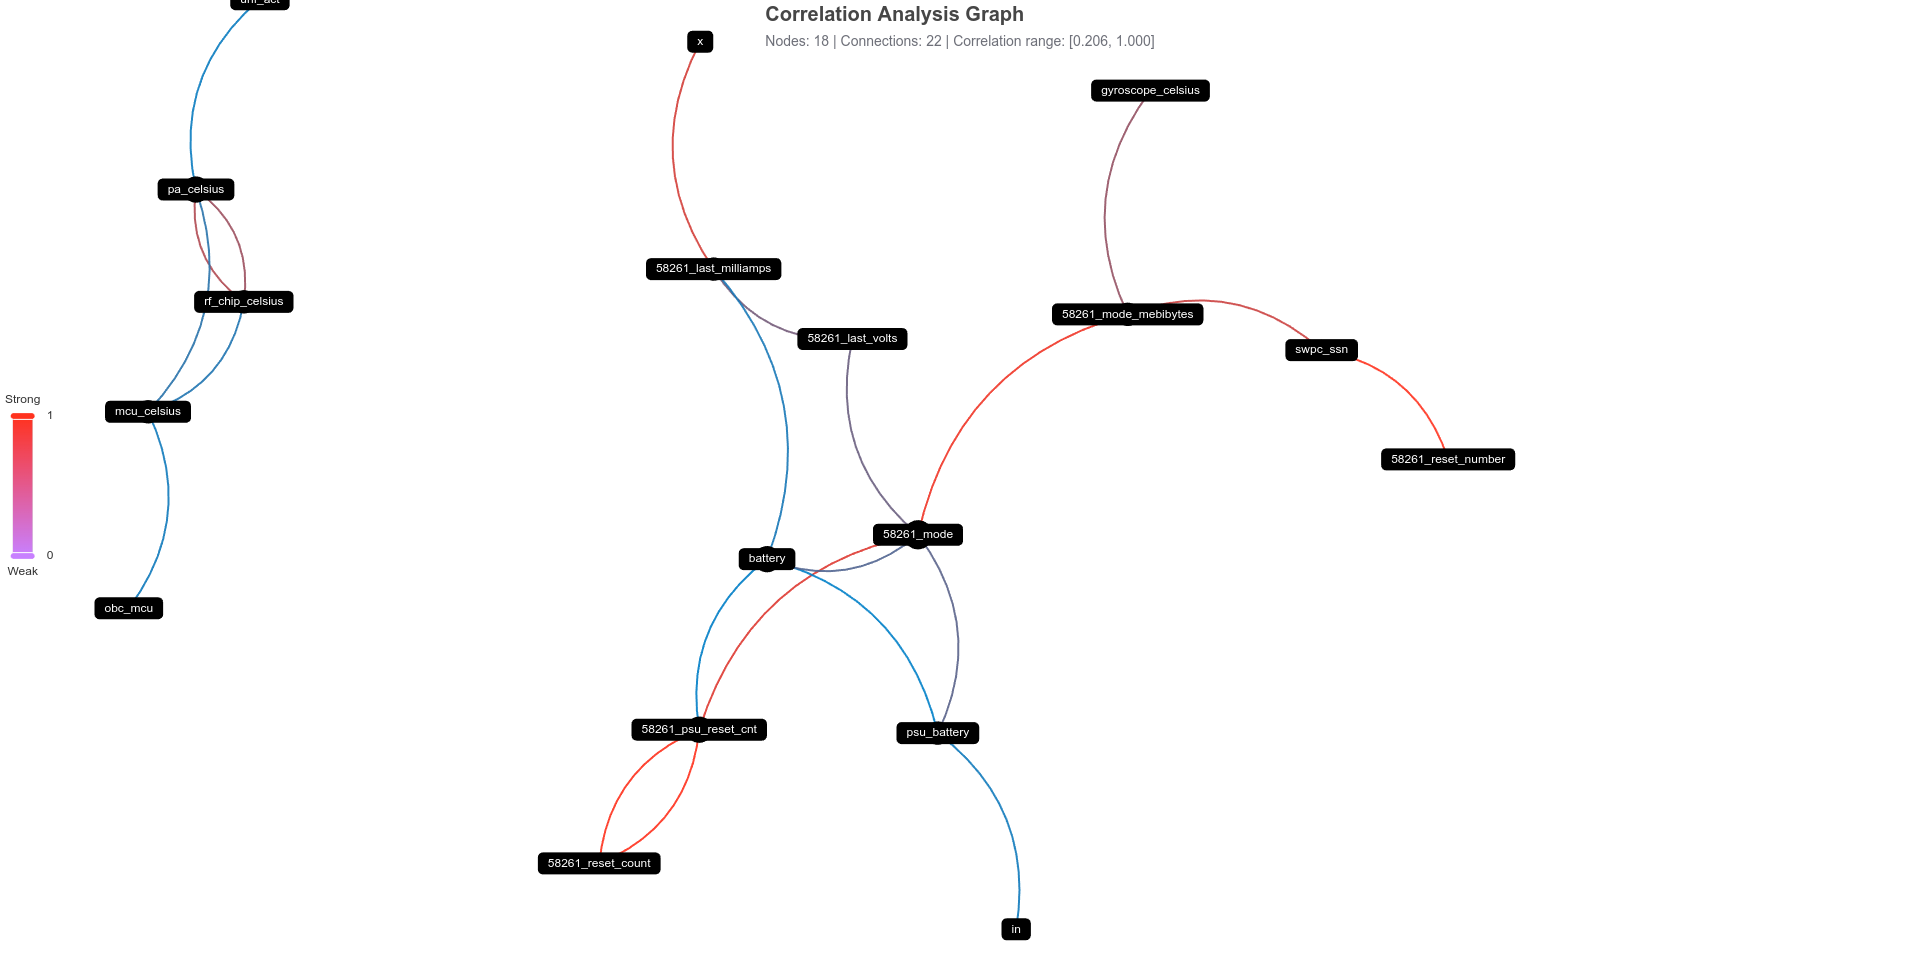 Correlation Analysis Graph
Nodes: 18 | Connections: 22 | Correlation range: [0.206, 1.000]
x
gyroscope_celsius
pa_celsius
58261_last_milliamps
rf_chip_celsius
58261_mode_mebibytes
58261_last_volts
swpc_ssn
Strong
1
mcu_celsius
58261_reset_number
58261_mode
0
battery
Weak
obc_mcu
58261_psu_reset_cnt
psu_battery
58261_reset_count
in